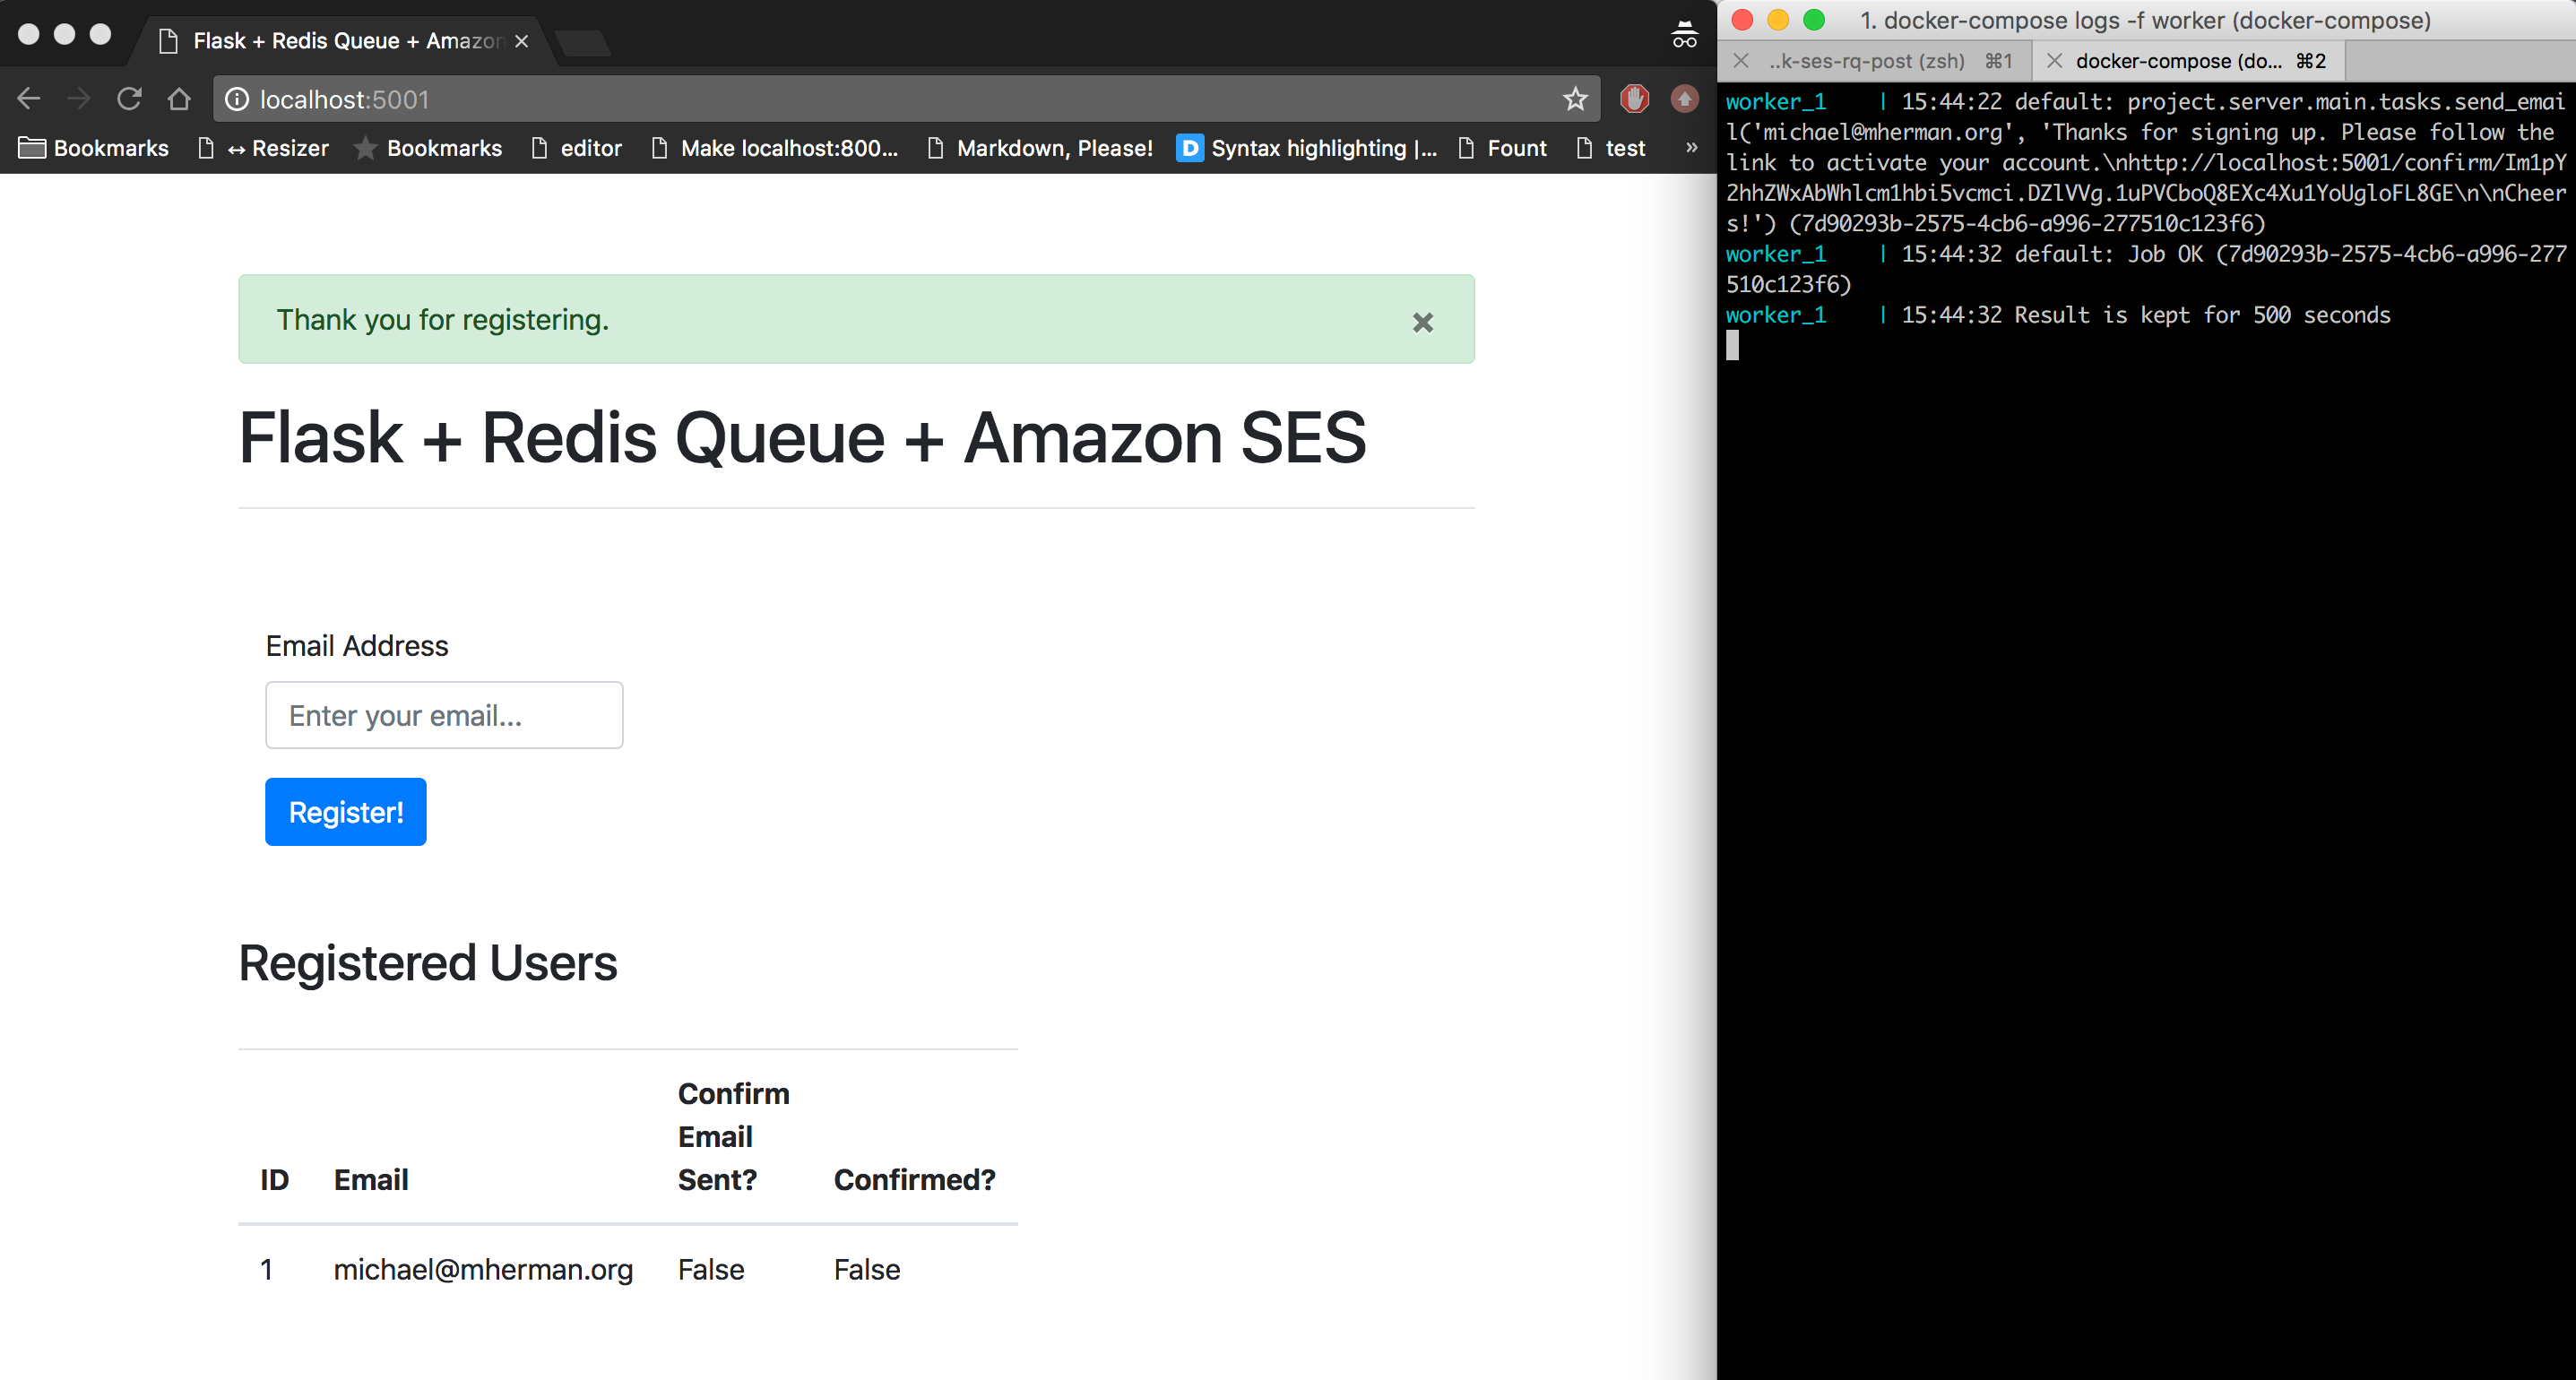 Flask + Redis Queue + Amazon
localhost:5001
Bookmarks ↔ Resizer Bookmarks editor Make localhost:800... Markdown, Please! D Syntax highlighting |... Fount test »
Thank you for registering. ×
Flask + Redis Queue + Amazon SES
Email Address
Enter your email...
Register!
Registered Users
ID Email Confirm Email Sent? Confirmed?
1 michael@mherman.org False False
1. docker-compose logs -f worker (docker-compose)
..k-ses-rq-post (zsh) ⌘1 docker-compose (do... ⌘2
worker_1 | 15:44:22 default: project.server.main.tasks.send_emai
l('michael@mherman.org', 'Thanks for signing up. Please follow the
link to activate your account.\nhttp://localhost:5001/confirm/Im1pY
2hhZWxAbWhlcm1hbi5vcmci.DZlVVg.1uPVCboQ8EXc4Xu1YoUgloFL8GE\n\nCheer
s!') (7d90293b-2575-4cb6-a996-277510c123f6)
worker_1 | 15:44:32 default: Job OK (7d90293b-2575-4cb6-a996-277
510c123f6)
worker_1 | 15:44:32 Result is kept for 500 seconds